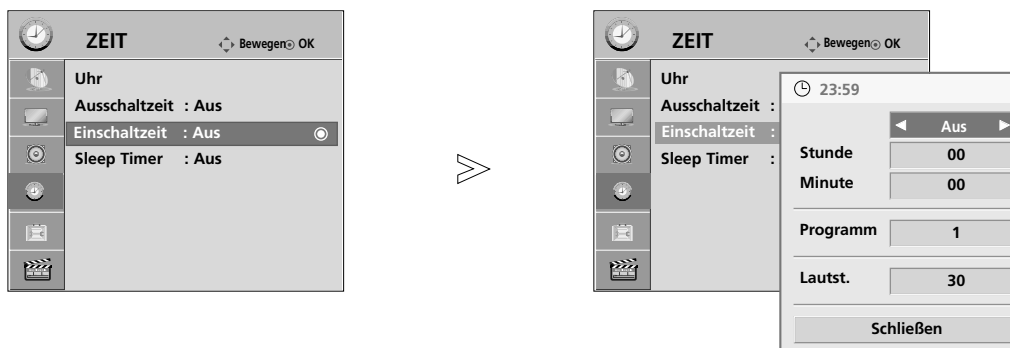 ZEIT Bewegen OK
Uhr
Ausschaltzeit : Aus
Einschaltzeit : Aus
Sleep Timer : Aus
ZEIT Bewegen OK
Uhr
Ausschaltzeit :
Einschaltzeit :
Sleep Timer :
23:59
Aus
Stunde 00
Minute 00
Programm 1
Lautst. 30
Schließen